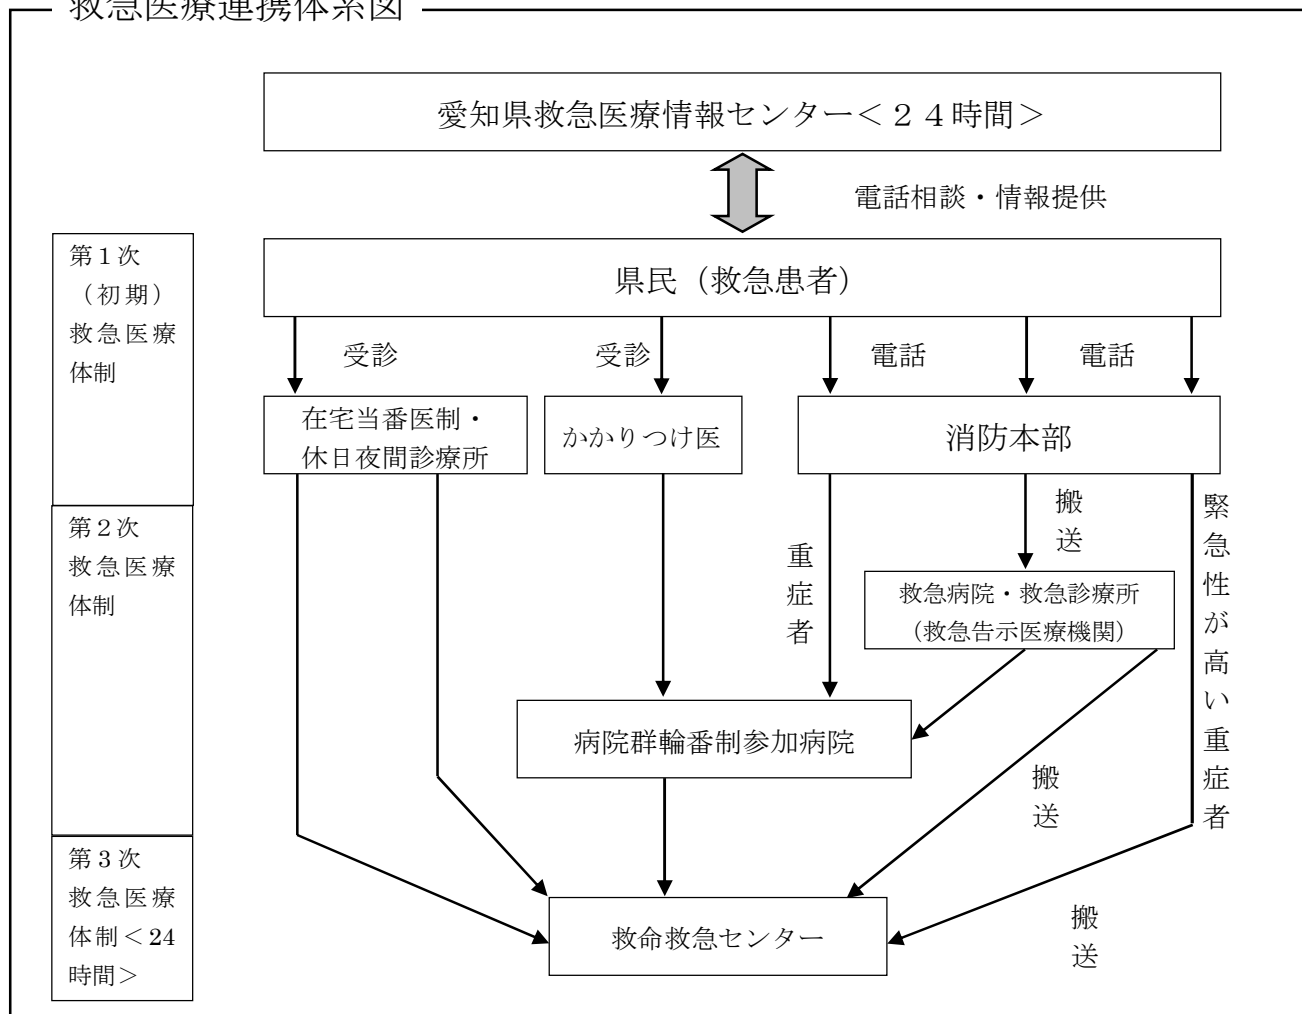 救急医療連携体系図
愛知県救急医療情報センター＜２４時間＞
電話相談・情報提供
第１次
（初期）
救急医療
体制
県民（救急患者）
受診
受診
電話
電話
在宅当番医制・
休日夜間診療所
かかりつけ医
消防本部
第２次
救急医療
体制
重症者
搬送
緊急性が高い重症者
救急病院・救急診療所
（救急告示医療機関）
病院群輪番制参加病院
搬送
第３次
救急医療
体制＜24
時間＞
救命救急センター
搬送